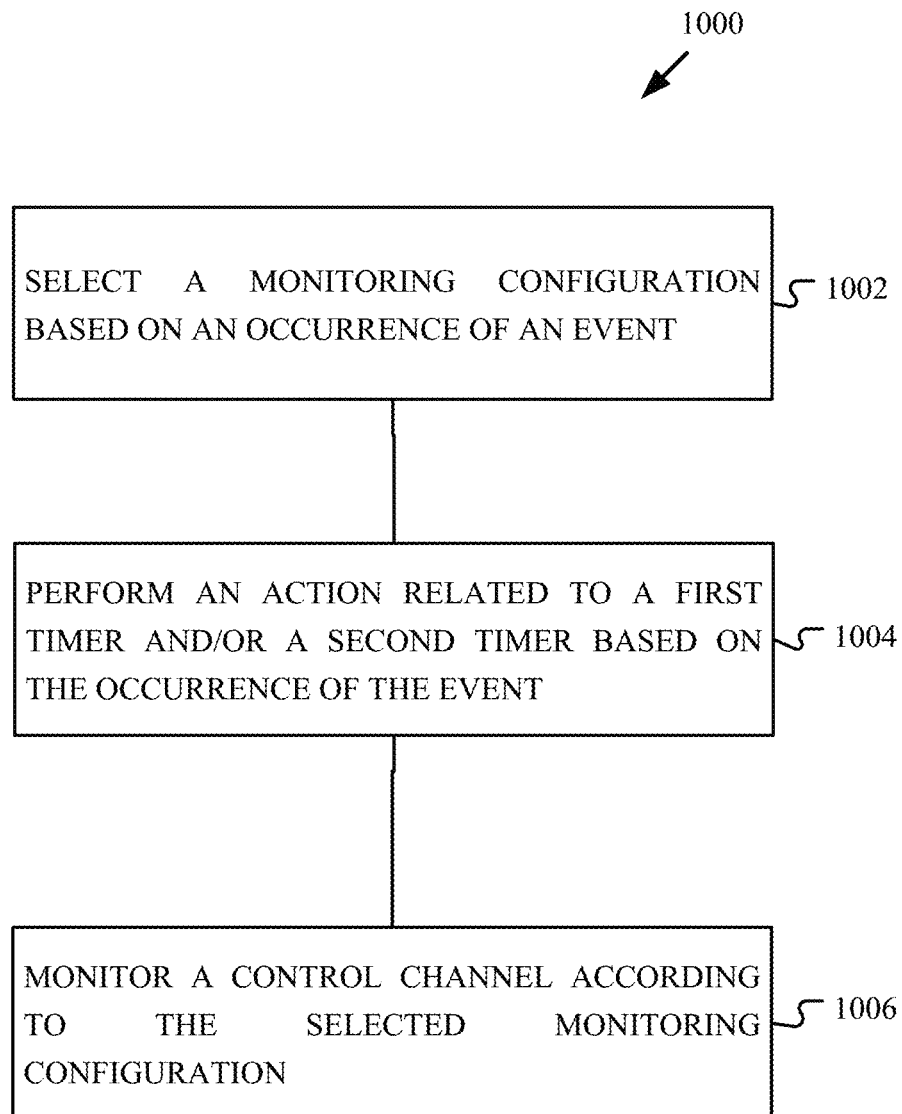 1000
SELECT A MONITORING CONFIGURATION
BASED ON AN OCCURRENCE OF AN EVENT
1002
PERFORM AN ACTION RELATED TO A FIRST
TIMER AND/OR A SECOND TIMER BASED ON
THE OCCURRENCE OF THE EVENT
1004
MONITOR A CONTROL CHANNEL ACCORDING
TO THE SELECTED MONITORING
CONFIGURATION
1006